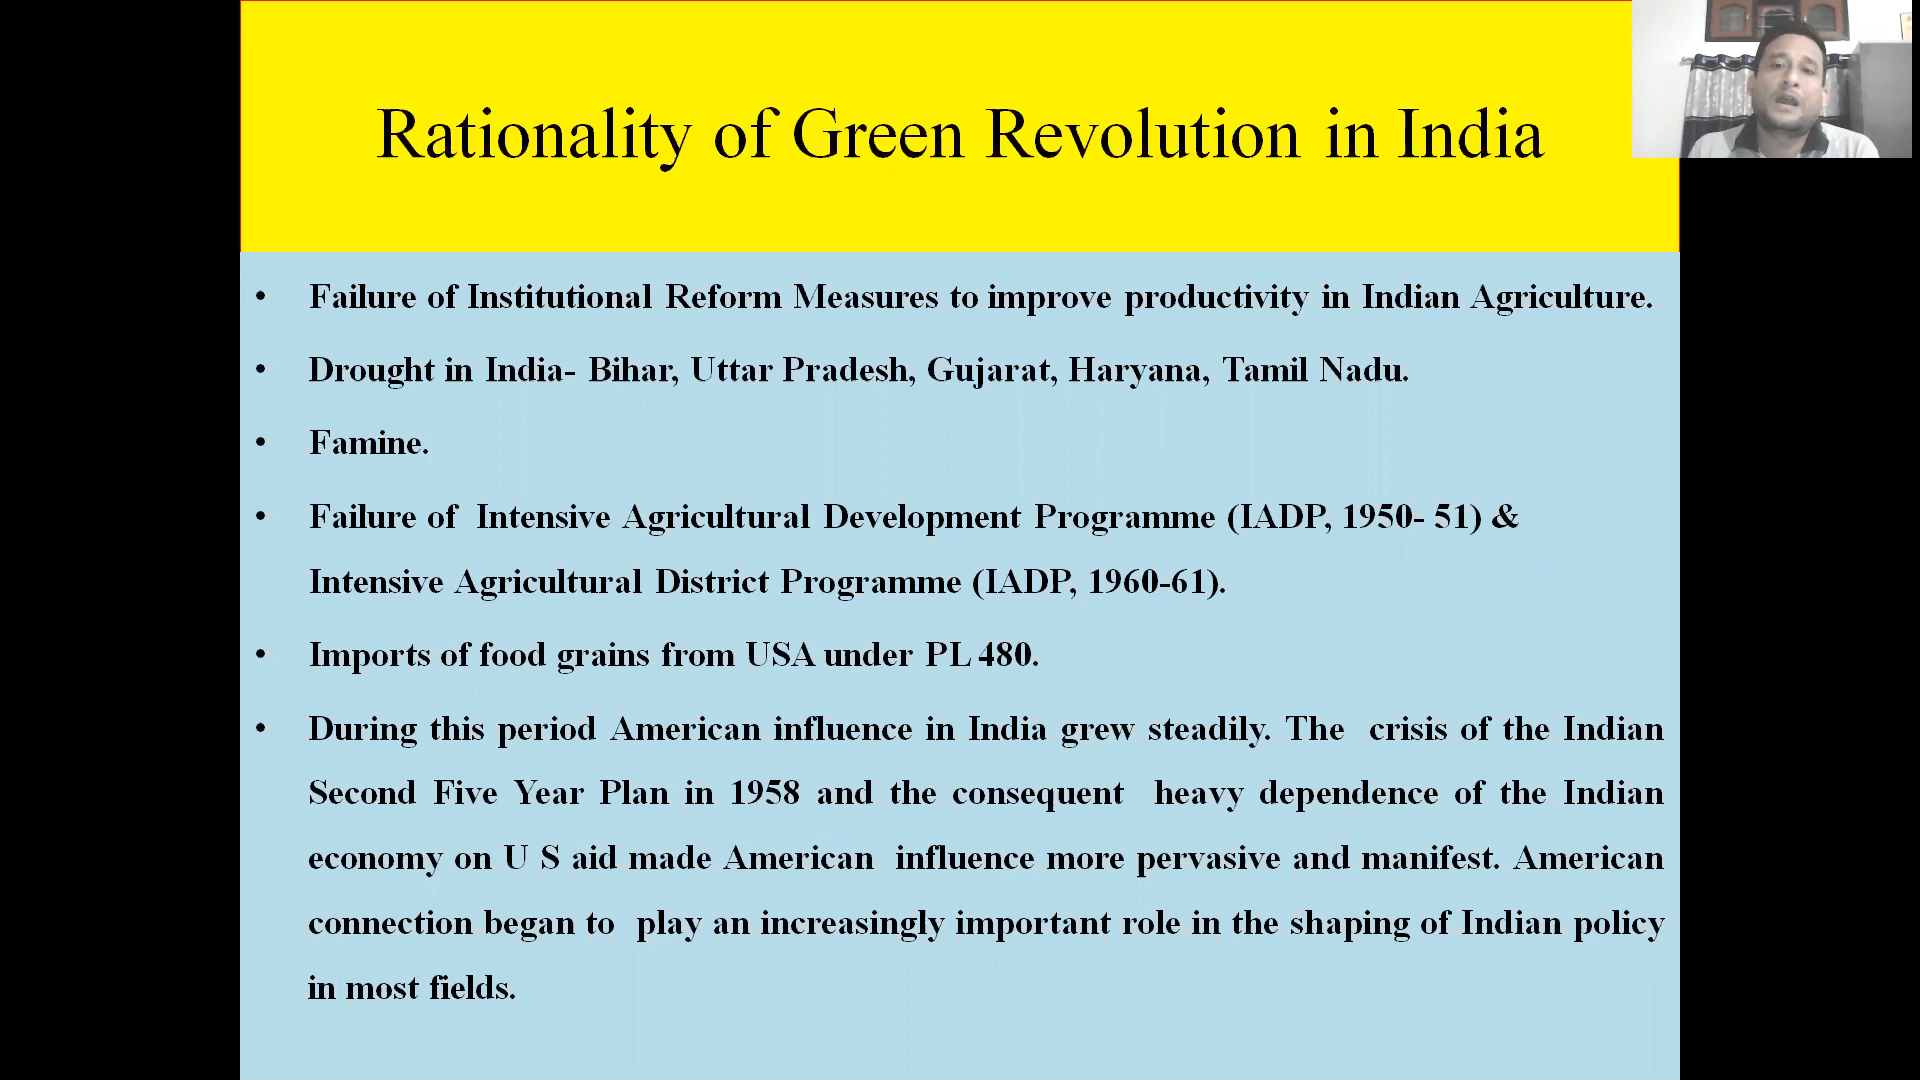 Rationality of Green Revolution in India
• Failure of Institutional Reform Measures to improve productivity in Indian Agriculture.
• Drought in India- Bihar, Uttar Pradesh, Gujarat, Haryana, Tamil Nadu.
• Famine.
• Failure of Intensive Agricultural Development Programme (IADP, 1950- 51) &
Intensive Agricultural District Programme (IADP, 1960-61).
• Imports of food grains from USA under PL 480.
• During this period American influence in India grew steadily. The crisis of the Indian
Second Five Year Plan in 1958 and the consequent heavy dependence of the Indian
economy on U S aid made American influence more pervasive and manifest. American
connection began to play an increasingly important role in the shaping of Indian policy
in most fields.